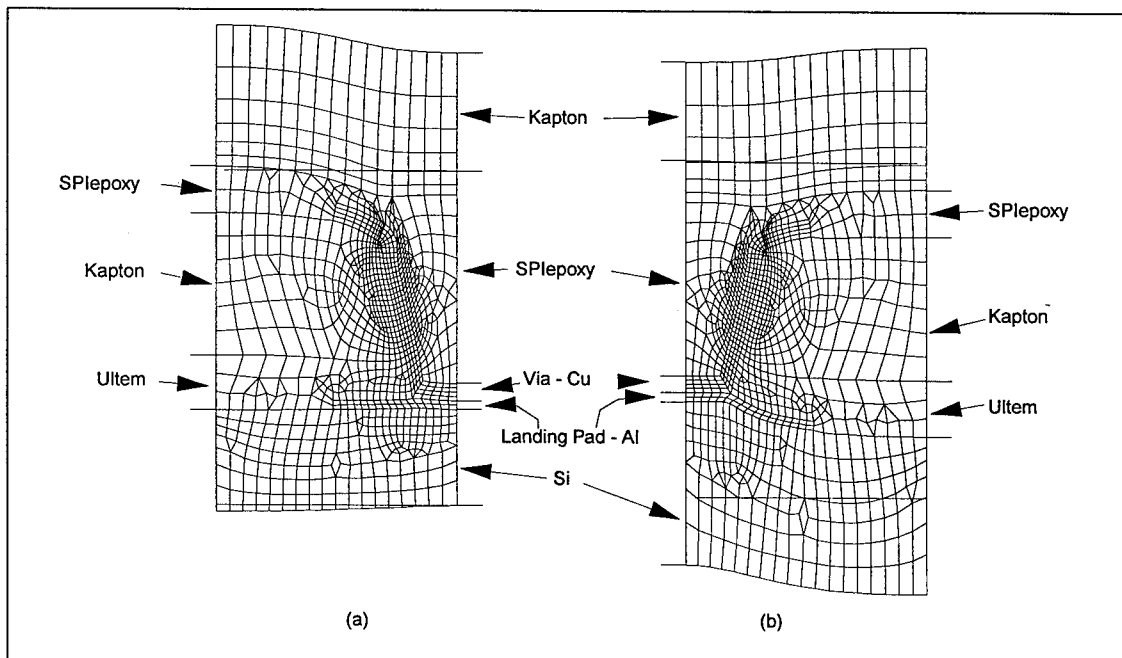 Kapton
SPIepoxy
SPIepoxy
Kapton
SPIepoxy
Kapton
Ultem
Via - Cu
Ultem
Landing Pad - Al
Si
(a)
(b)